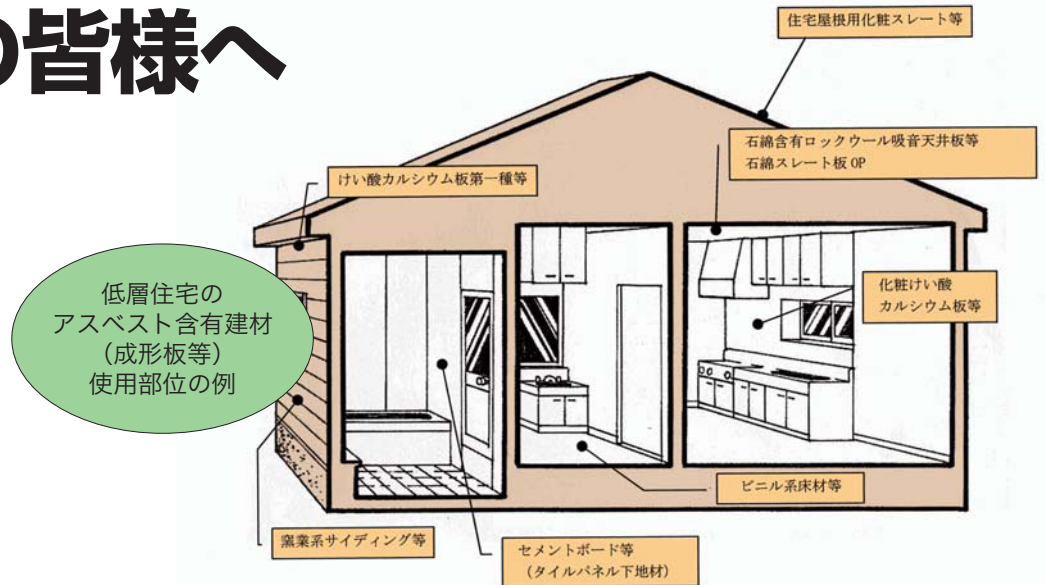 の皆様へ
住宅屋根用化粧スレート等
石綿含有ロックウール吸音天井板等
石綿スレート板 OP
けい酸カルシウム板第一種等
化粧けい酸
カルシウム板等
低層住宅の
アスベスト含有建材
（成形板等）
使用部位の例
ビニル系床材等
窯業系サイディング等
セメントボード等
（タイルパネル下地材）